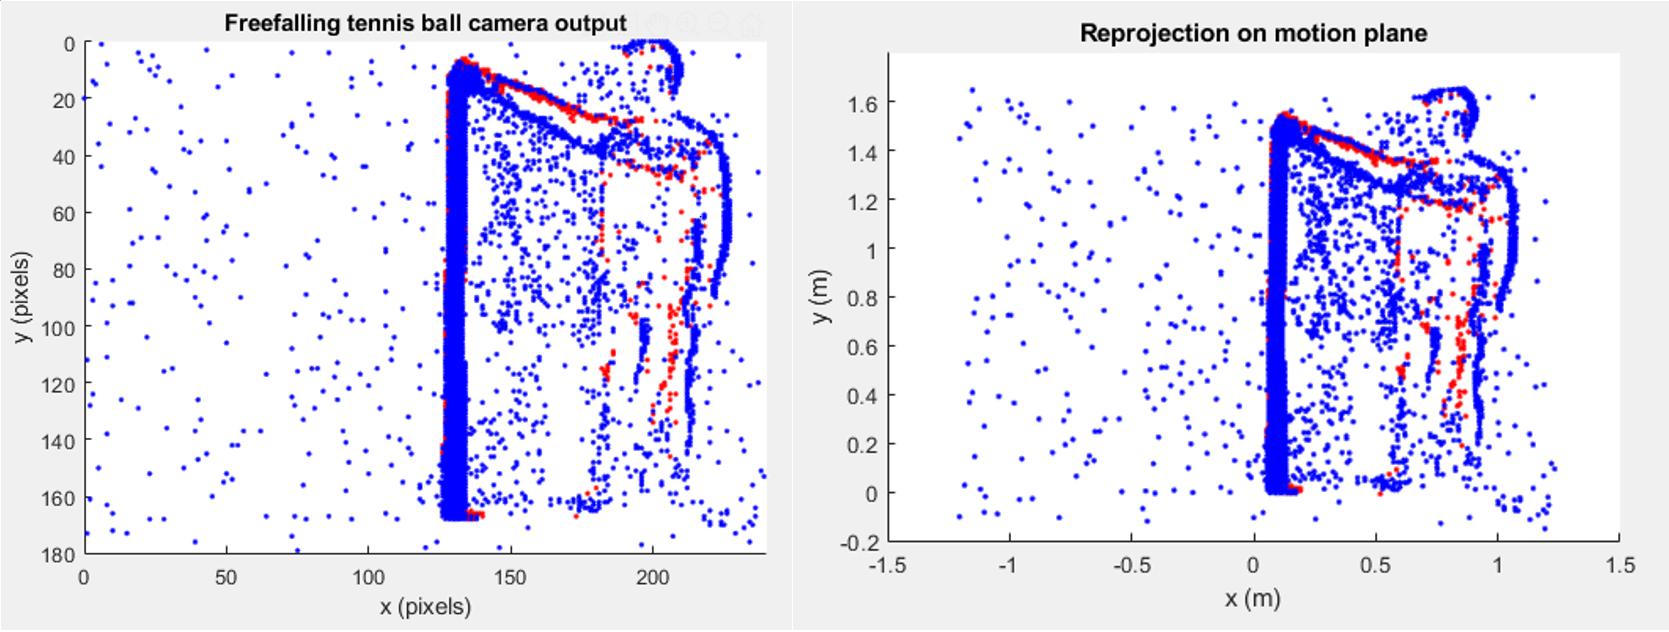 Freefalling tennis ball camera output
0
20
40
60
80
100
120
140
160
180
y (pixels)
0 50 100 150 200
x (pixels)
Reprojection on motion plane
1.6
1.4
1.2
1
0.8
0.6
0.4
0.2
0
-0.2
y (m)
-1.5 -1 -0.5 0 0.5 1 1.5
x (m)